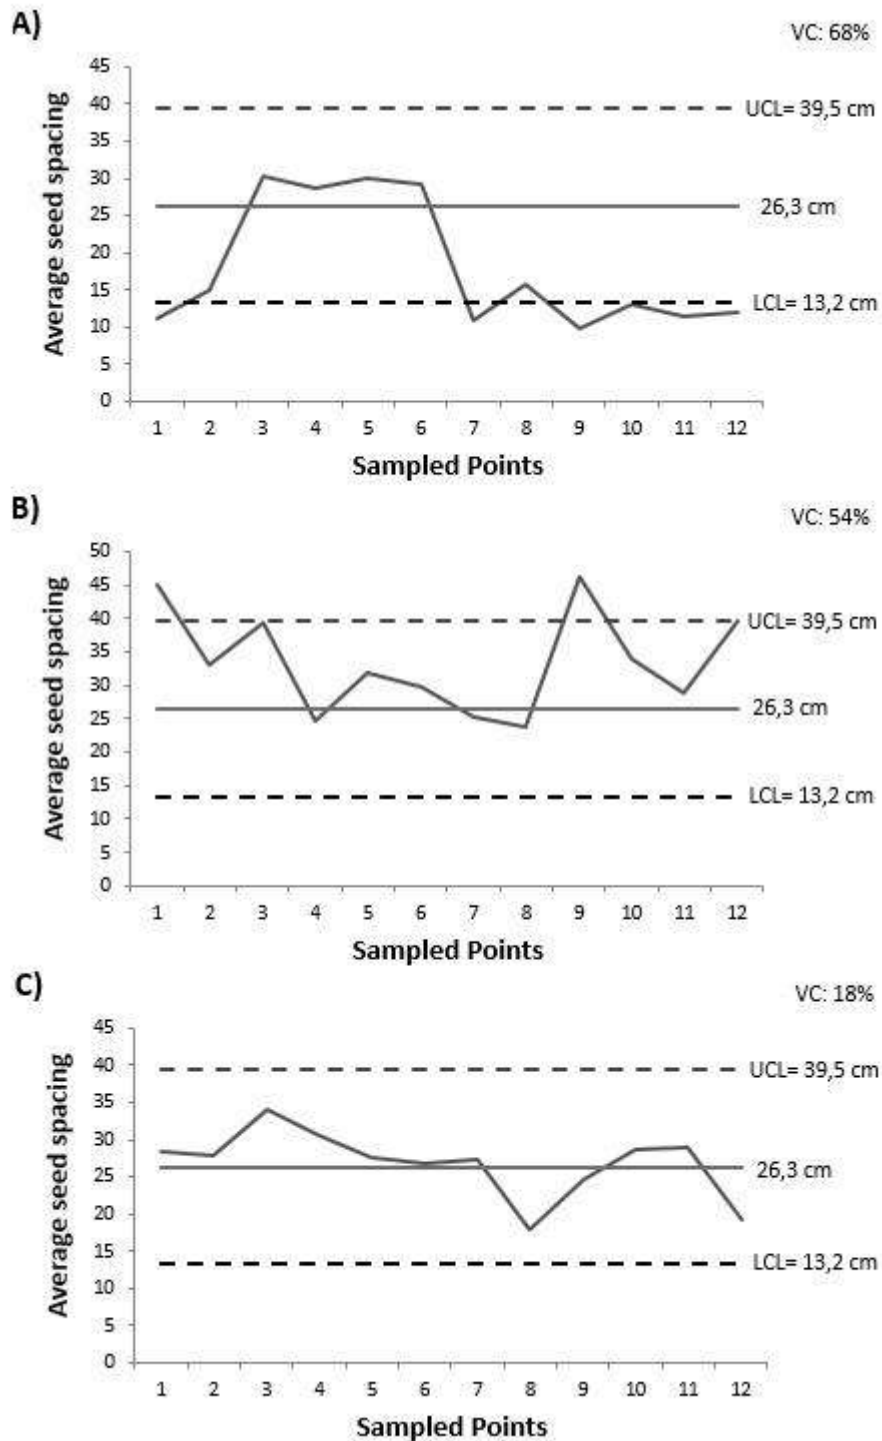 A)
VC: 68%
Average seed spacing
45
40
35
30
25
20
15
10
5
0
UCL= 39,5 cm
26,3 cm
LCL= 13,2 cm
1 2 3 4 5 6 7 8 9 10 11 12
Sampled Points
B)
VC: 54%
Average seed spacing
50
45
40
35
30
25
20
15
10
5
0
UCL= 39,5 cm
26,3 cm
LCL= 13,2 cm
1 2 3 4 5 6 7 8 9 10 11 12
Sampled Points
C)
VC: 18%
Average seed spacing
45
40
35
30
25
20
15
10
5
0
UCL= 39,5 cm
26,3 cm
LCL= 13,2 cm
1 2 3 4 5 6 7 8 9 10 11 12
Sampled Points